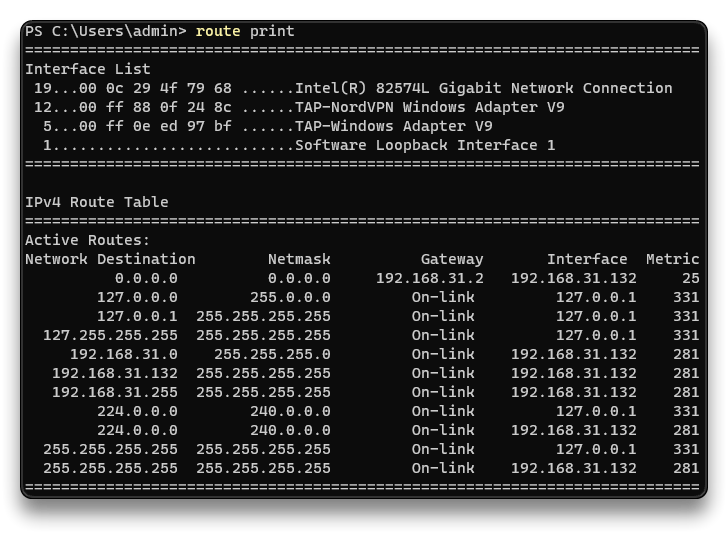 PS C:\Users\admin> route print
===========================================================================
Interface List
 19...00 0c 29 4f 79 68 ......Intel(R) 82574L Gigabit Network Connection
 12...00 ff 88 0f 24 8c ......TAP-NordVPN Windows Adapter V9
  5...00 ff 0e ed 97 bf ......TAP-Windows Adapter V9
  1...........................Software Loopback Interface 1
===========================================================================
IPv4 Route Table
===========================================================================
Active Routes:
Network Destination        Netmask          Gateway       Interface  Metric
          0.0.0.0          0.0.0.0     192.168.31.2   192.168.31.132     25
        127.0.0.0        255.0.0.0         On-link         127.0.0.1    331
        127.0.0.1  255.255.255.255         On-link         127.0.0.1    331
  127.255.255.255  255.255.255.255         On-link         127.0.0.1    331
     192.168.31.0    255.255.255.0         On-link    192.168.31.132    281
   192.168.31.132  255.255.255.255         On-link    192.168.31.132    281
   192.168.31.255  255.255.255.255         On-link    192.168.31.132    281
        224.0.0.0        240.0.0.0         On-link         127.0.0.1    331
        224.0.0.0        240.0.0.0         On-link    192.168.31.132    281
  255.255.255.255  255.255.255.255         On-link         127.0.0.1    331
  255.255.255.255  255.255.255.255         On-link    192.168.31.132    281
===========================================================================